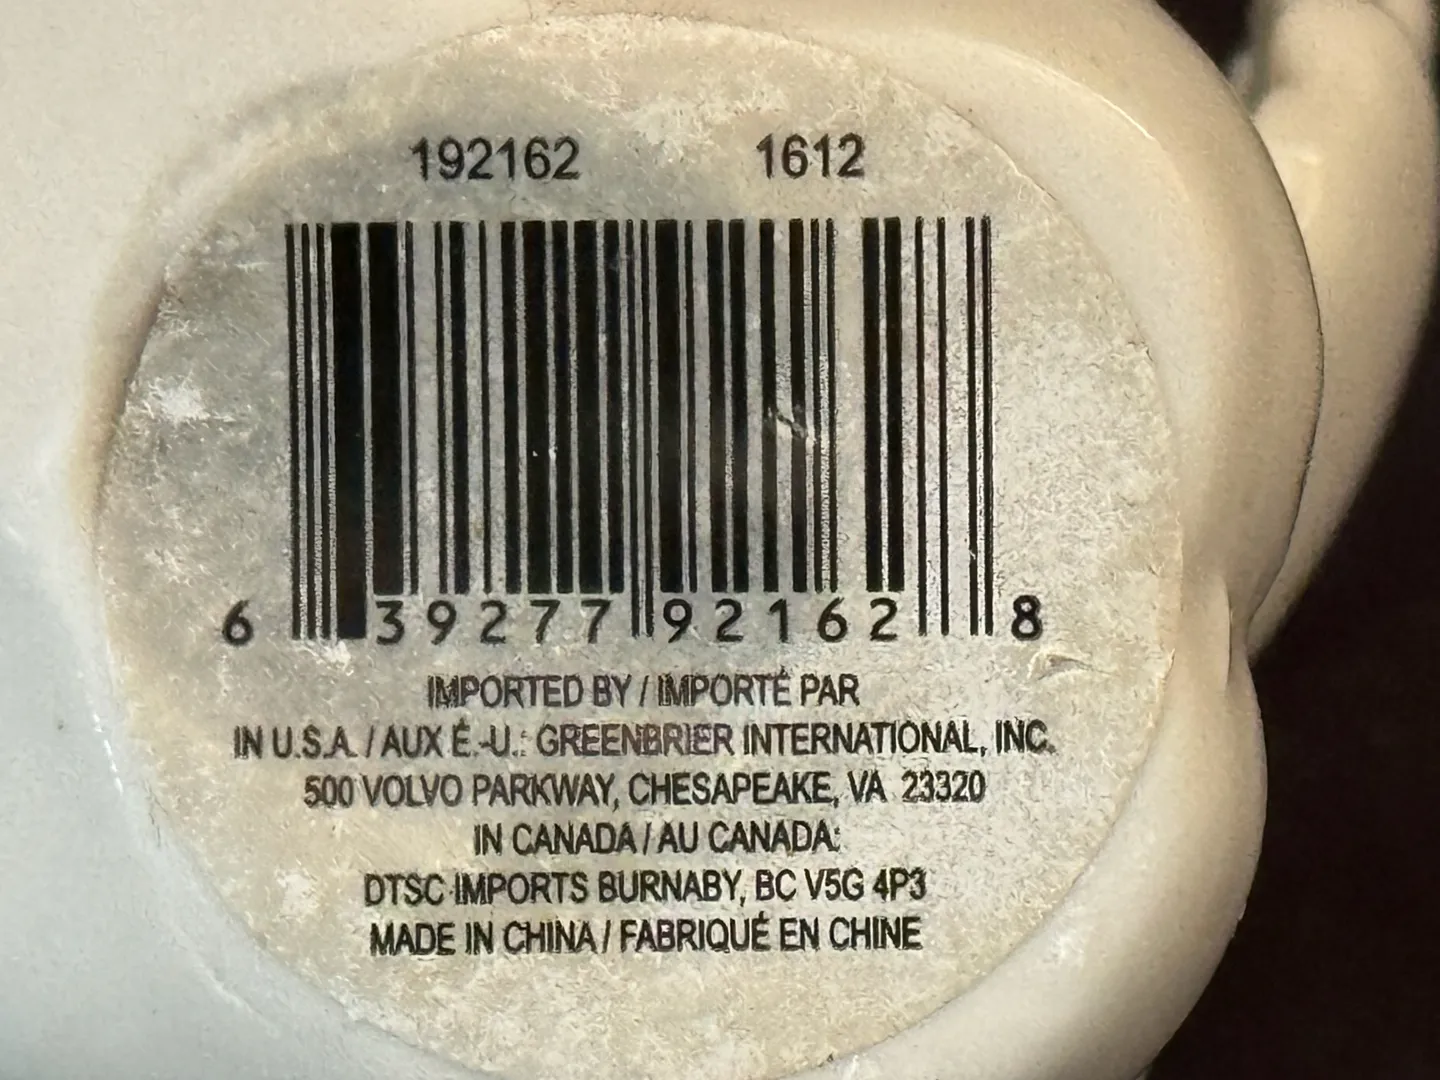 192162 1612
6 39277 92162 8
IMPORTED BY / IMPORTÉ PAR
IN U.S.A. / AUX É.-U.: GREENBRIER INTERNATIONAL, INC.
500 VOLVO PARKWAY, CHESAPEAKE, VA 23320
IN CANADA / AU CANADA:
DTSC IMPORTS BURNABY, BC V5G 4P3
MADE IN CHINA / FABRIQUÉ EN CHINE